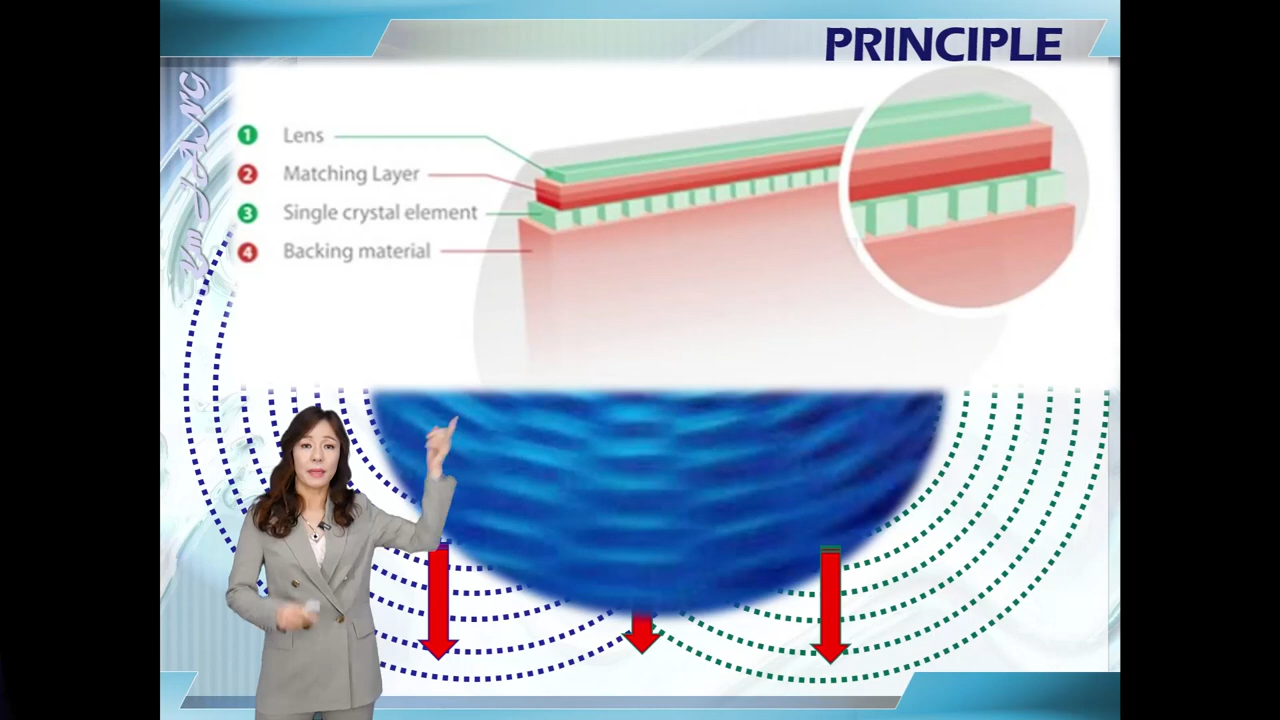 PRINCIPLE
1 Lens
2 Matching Layer
3 Single crystal element
4 Backing material